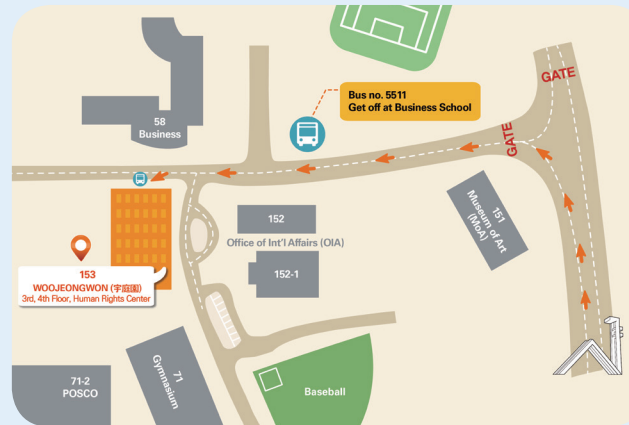 58
Business
Bus no. 5511
Get off at Business School
GATE
GATE
151
Museum of Art
(MoA)
152
Office of Int'l Affairs (OIA)
152-1
153
WOOJEONGWON (宇庭園)
3rd, 4th Floor, Human Rights Center
71
Gymnasium
71-2
POSCO
Baseball